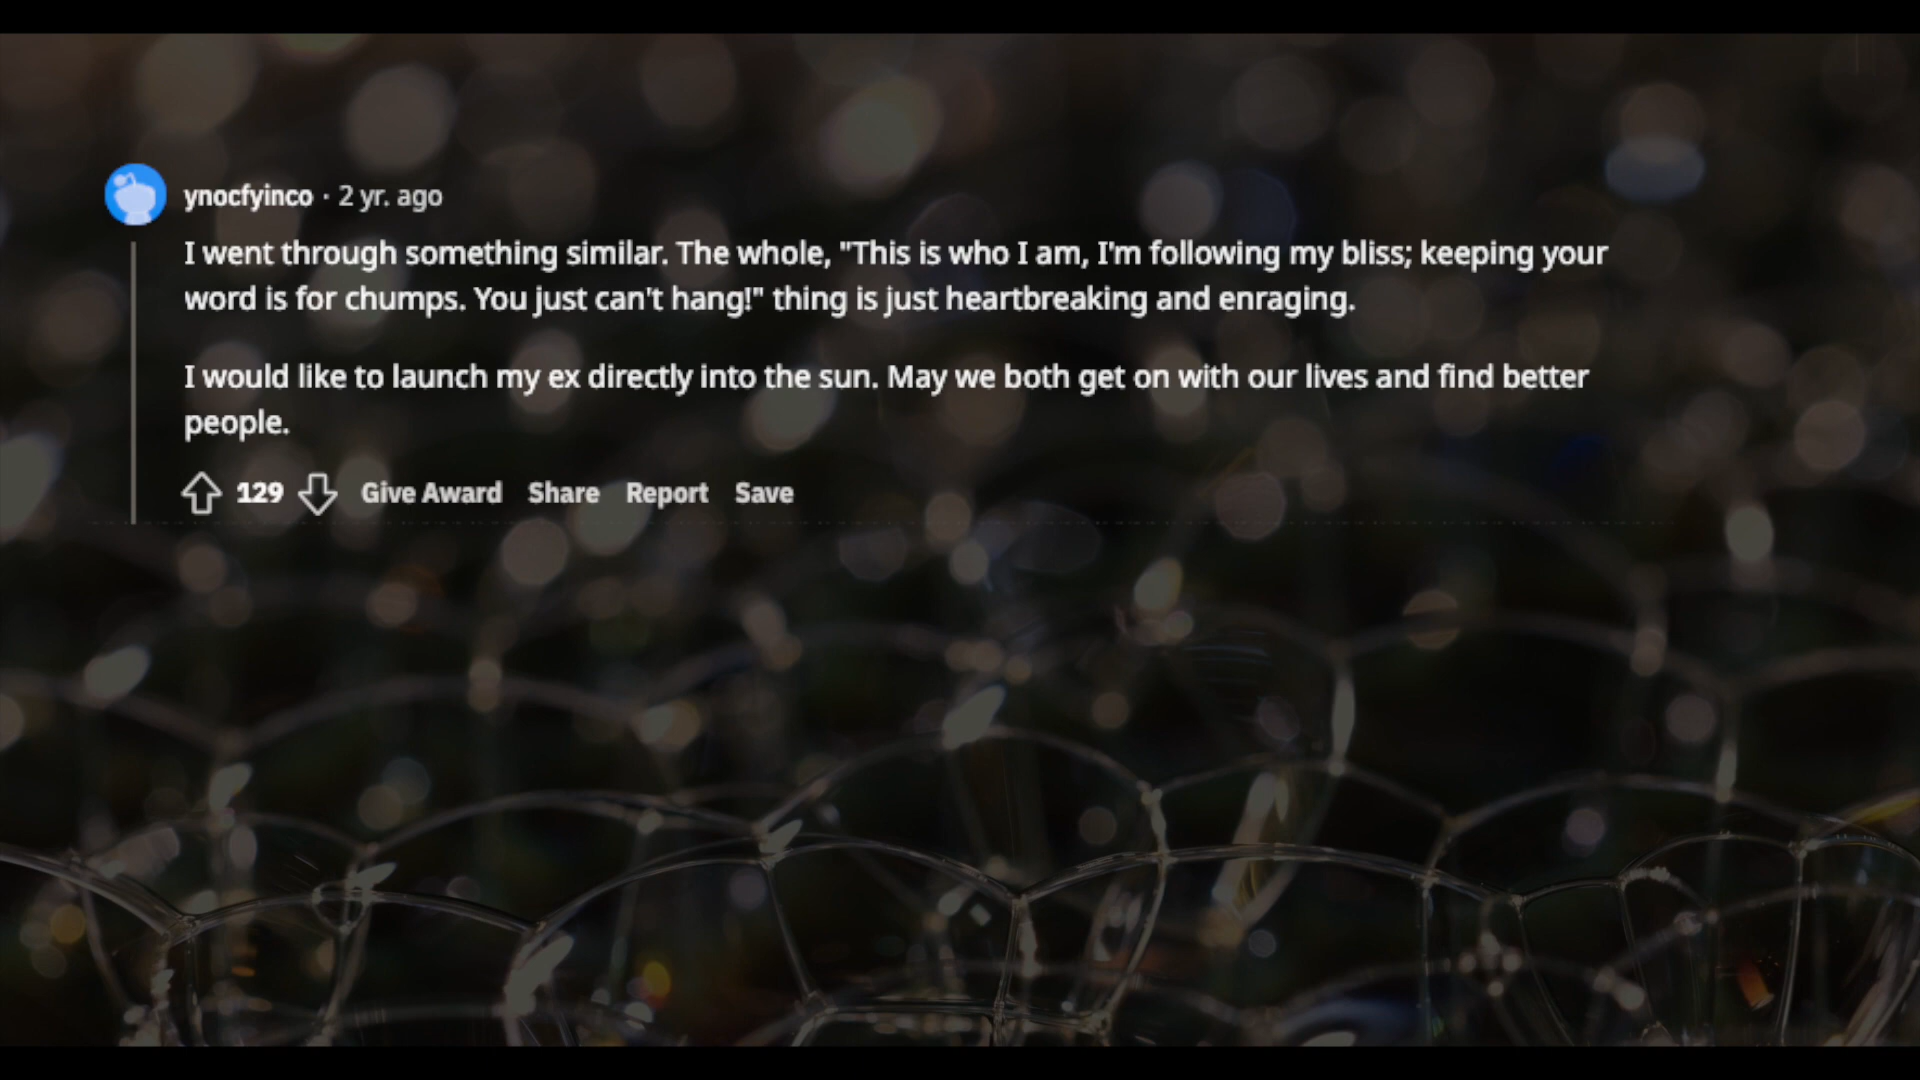 ynocfyinco · 2 yr. ago
I went through something similar. The whole, "This is who I am, I'm following my bliss; keeping your
word is for chumps. You just can't hang!" thing is just heartbreaking and enraging.
I would like to launch my ex directly into the sun. May we both get on with our lives and find better
people.
129 Give Award Share Report Save